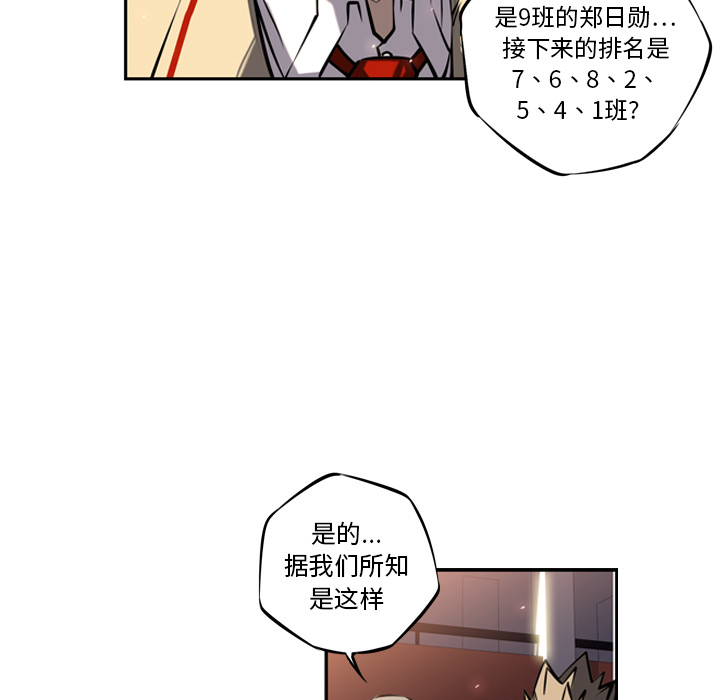 是9班的郑日勋...
接下来的排名是
7、6、8、2、
5、4、1班?
是的...
据我们所知
是这样